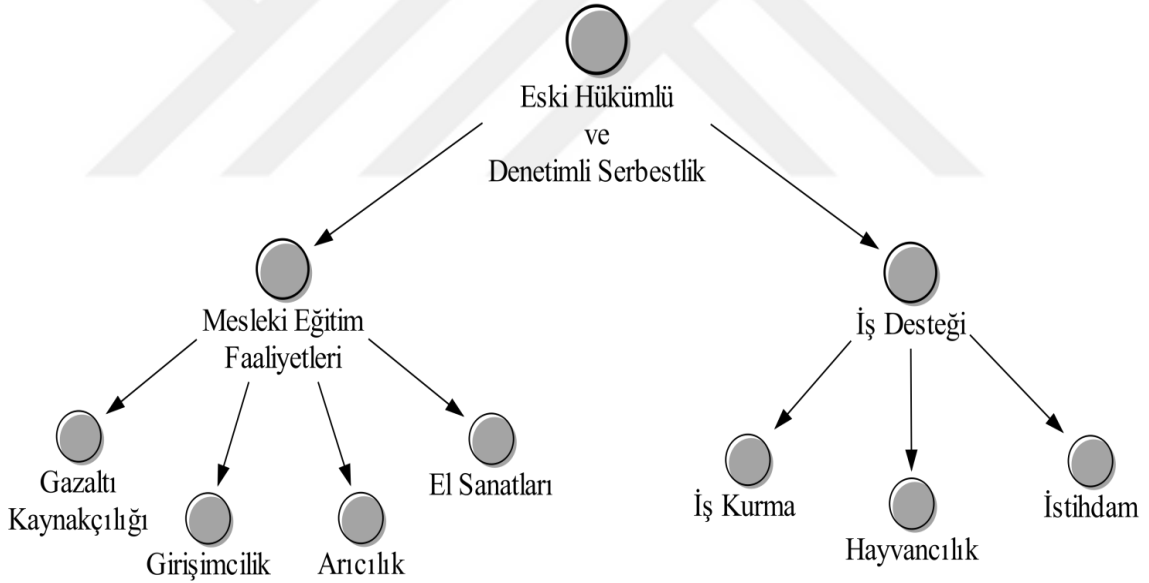 Eski Hükümlü
ve
Denetimli Serbestlik
Mesleki Eğitim
Faaliyetleri
İş Desteği
Gazaltı
Kaynakçılığı
Girişimcilik
Arıcılık
El Sanatları
İş Kurma
Hayvancılık
İstihdam